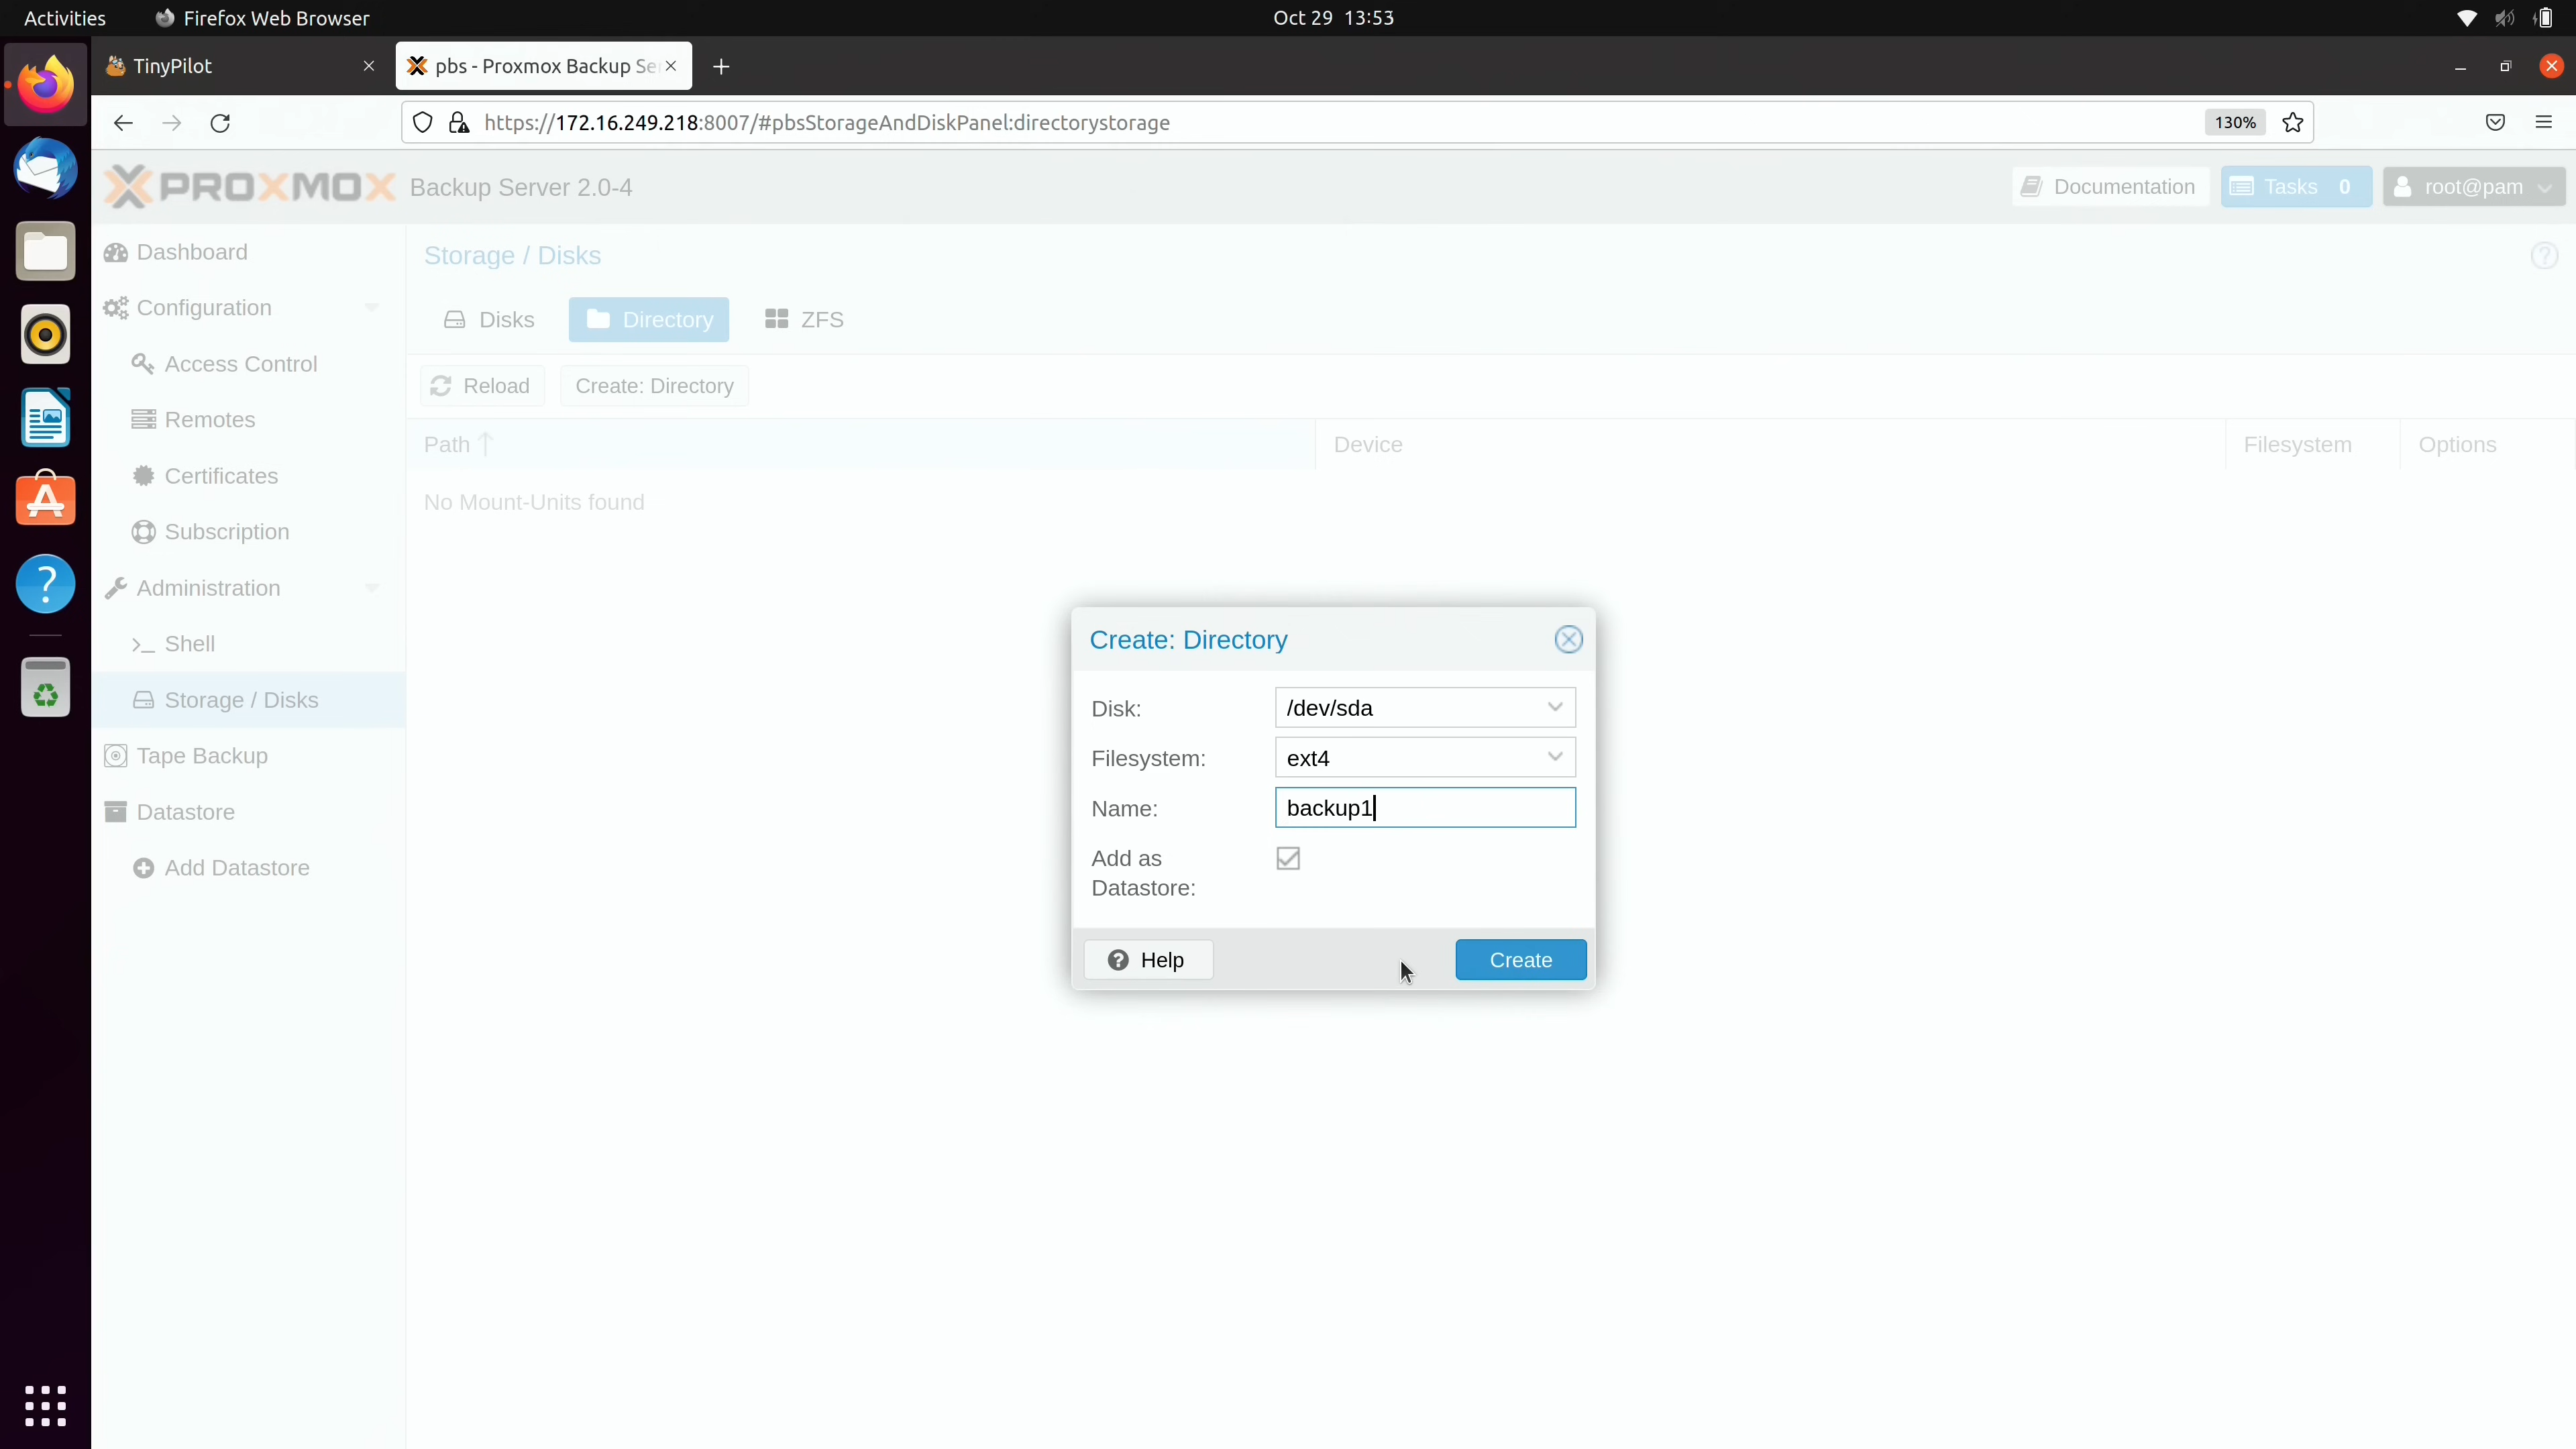 Activities
Firefox Web Browser
Oct 29 13:53
TinyPilot
pbs - Proxmox Backup Se
https://172.16.249.218:8007/#pbsStorageAndDiskPanel:directorystorage
130%
PROXMOX Backup Server 2.0-4
Documentation
Tasks 0
root@pam
Dashboard
Configuration
Access Control
Remotes
Certificates
Subscription
Administration
Shell
Storage / Disks
Tape Backup
Datastore
Add Datastore
Storage / Disks
Disks
Directory
ZFS
Reload
Create: Directory
Path
Device
Filesystem
Options
No Mount-Units found
Create: Directory
Disk: /dev/sda
Filesystem: ext4
Name: backup1
Add as
Datastore:
Help
Create